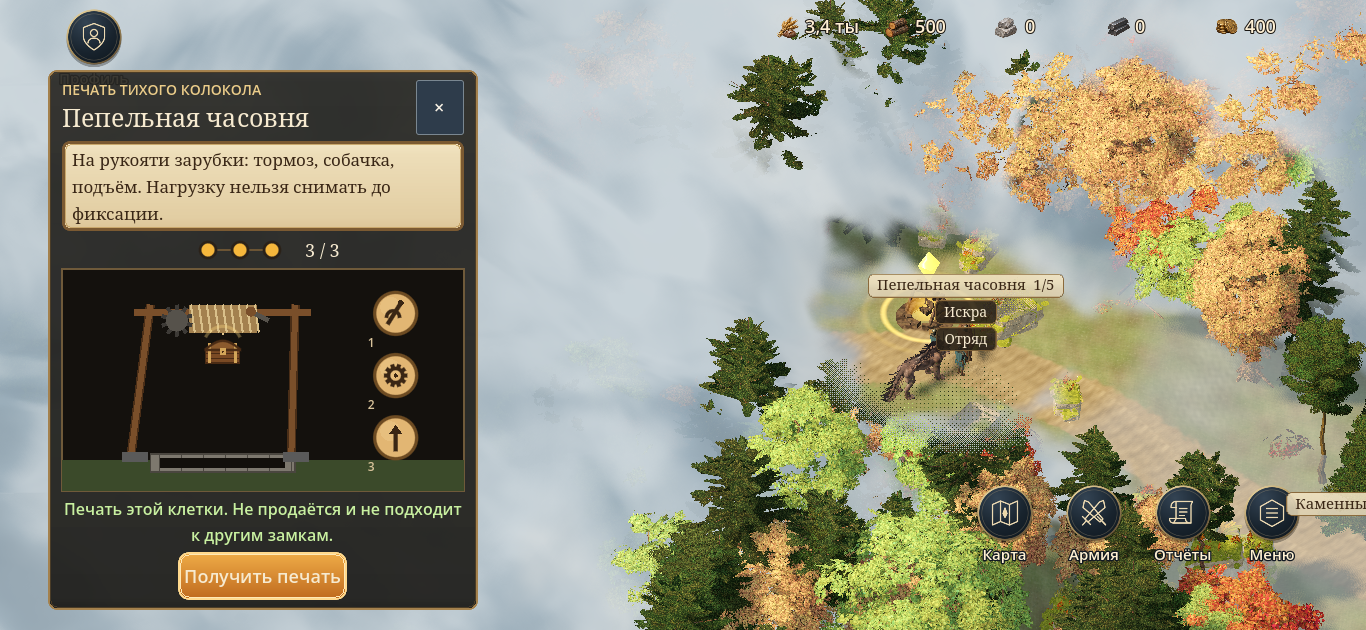 3,4 ты
500
0
0
400
Профиль
ПЕЧАТЬ ТИХОГО КОЛОКОЛА
Пепельная часовня
×
На рукояти зарубки: тормоз, собачка,
подъём. Нагрузку нельзя снимать до
фиксации.
3 / 3
1
2
3
Печать этой клетки. Не продаётся и не подходит
к другим замкам.
Получить печать
Пепельная часовня 1/5
Искра
Отряд
Каменны
Карта
Армия
Отчёты
Меню